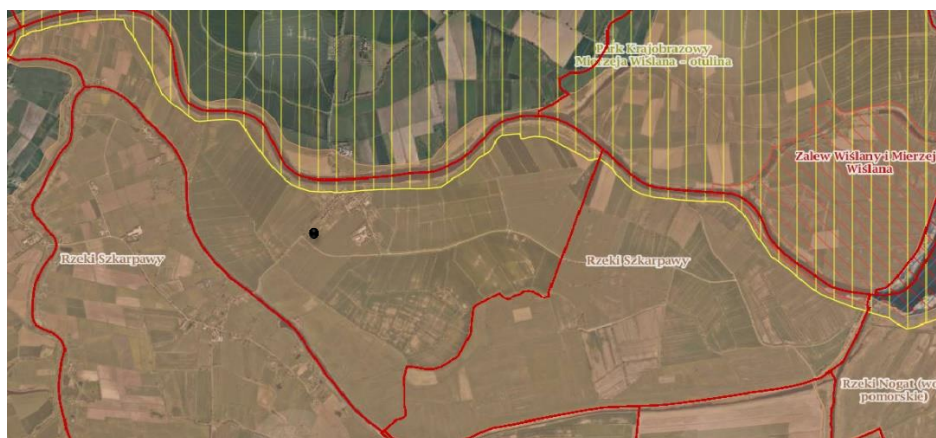 Park Krajobrazowy
Mierzeja Wiślana - otulina
Zalew Wiślany i Mierzej
Wiślana
Rzeki Szkarpawy
Rzeki Szkarpawy
Rzeki Nogat (wo
pomorskie)